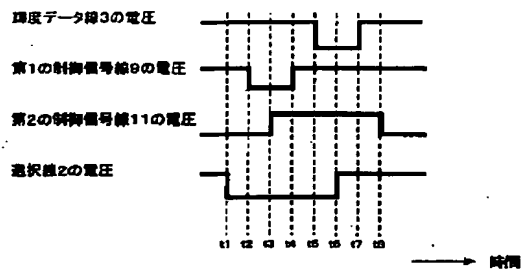 輝度データ線3の電圧
第1の制御信号線9の電圧
第2の制御信号線11の電圧
選択線2の電圧
t1 t2 t3 t4 t5 t6 t7 t8
時間